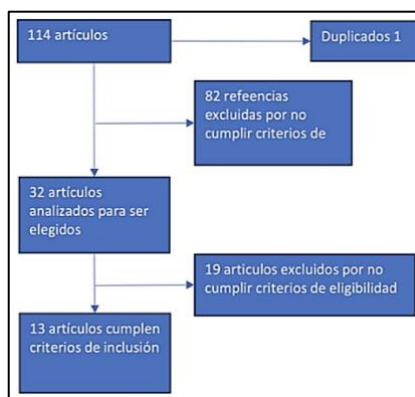 114 artículos
Duplicados 1
82 refeencias
excluidas por no
cumplir criterios de
32 artículos
analizados para ser
elegidos
19 articulos excluidos por no
cumplir criterios de eligibilidad
13 artículos cumplen
criterios de inclusión